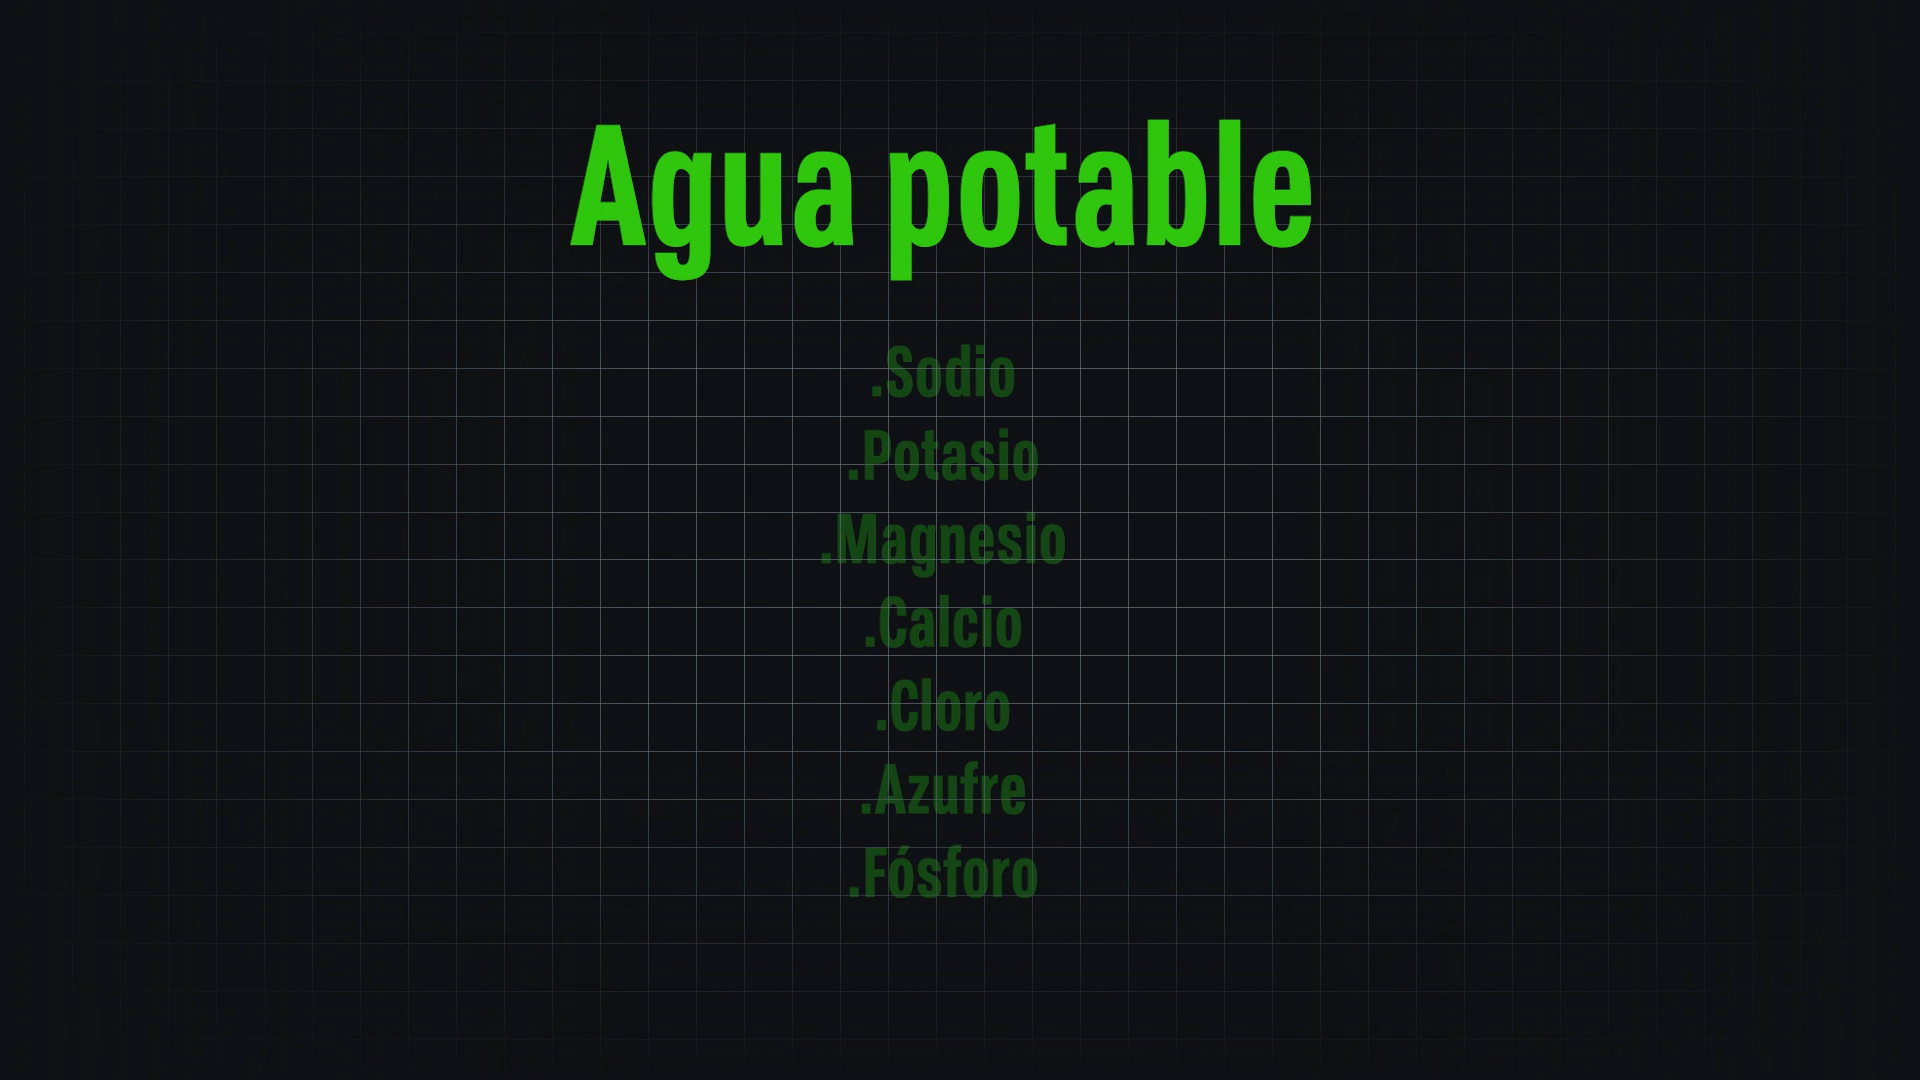 Agua potable
.Sodio
.Potasio
.Magnesio
.Calcio
.Cloro
.Azufre
.Fósforo